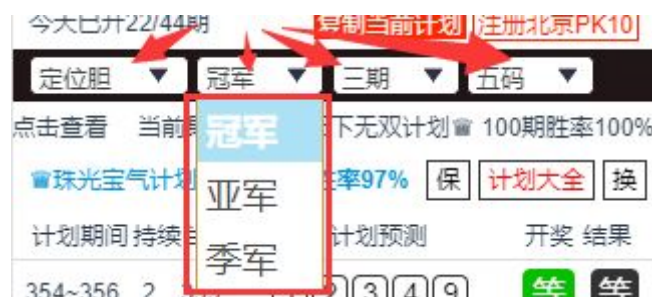 今天已开22/44期 复制当前计划 注册北京PK10
定位胆 ▼ 冠军 ▼ 三期 ▼ 五码 ▼
点击查看 当前 下无双计划♛ 100期胜率100%
冠军
♛珠光宝气计划 胜率97% 保 计划大全 换
亚军
计划期间 持续 计划预测 开奖 结果
季军
354~356 2 2 3 4 9 等 等